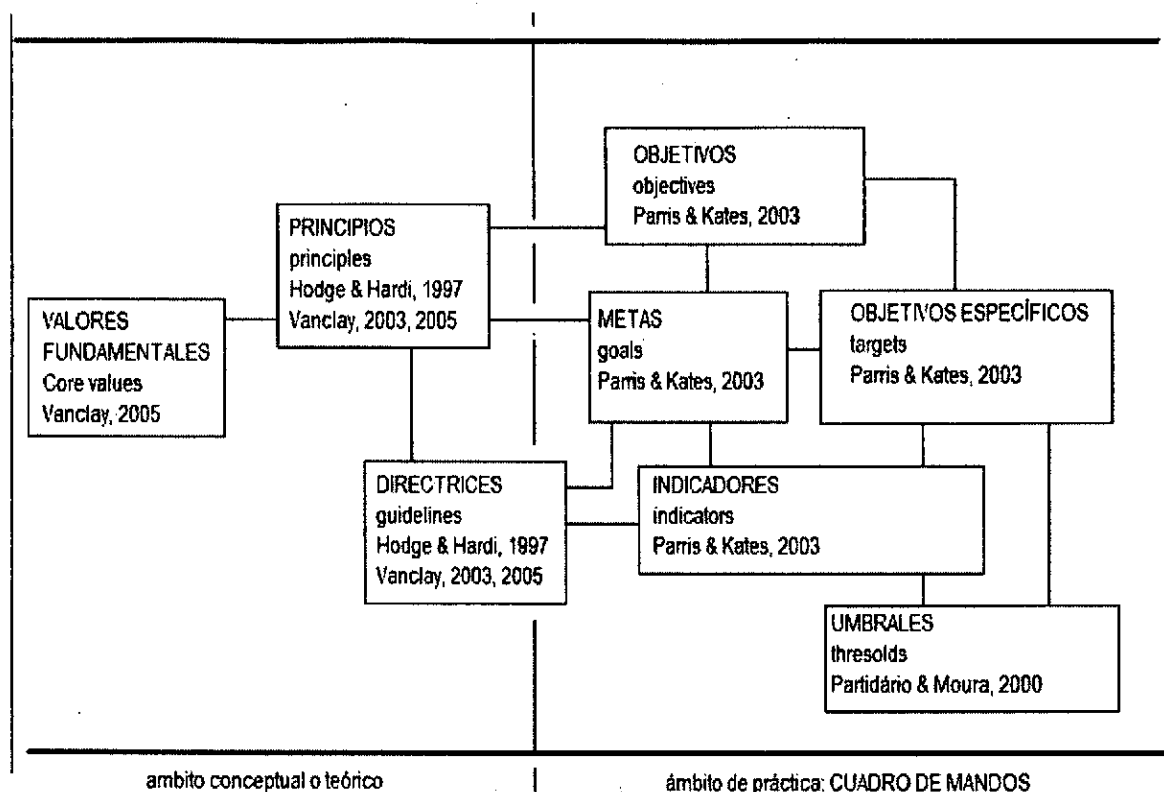 OBJETIVOS
objectives
Parris & Kates, 2003
PRINCIPIOS
principles
Hodge & Hardi, 1997
Vanclay, 2003, 2005
VALORES
FUNDAMENTALES
Core values
Vanclay, 2005
METAS
goals
Parris & Kates, 2003
OBJETIVOS ESPECÍFICOS
targets
Parris & Kates, 2003
DIRECTRICES
guidelines
Hodge & Hardi, 1997
Vanclay, 2003, 2005
INDICADORES
indicators
Parris & Kates, 2003
UMBRALES
thresolds
Partidário & Moura, 2000
ambito conceptual o teórico
ámbito de práctica: CUADRO DE MANDOS